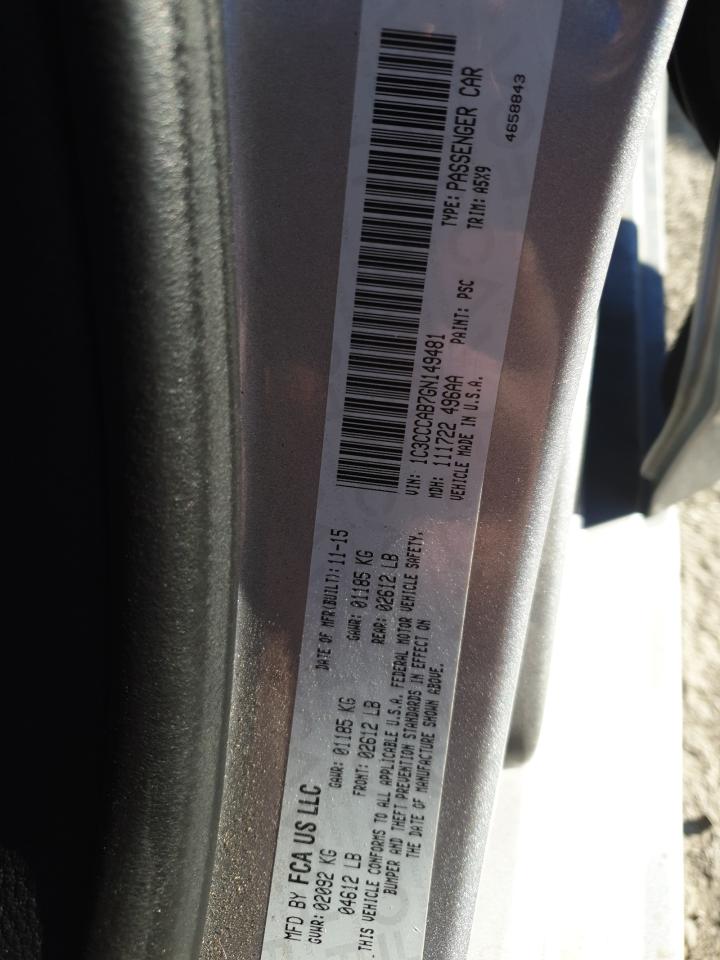 MFD BY FCA US LLC
DATE OF MFR(BUILT): 11-15
GVWR: 02092 KG
GAWR: 01185 KG
GAWR: 01185 KG
04612 LB
FRONT: 02612 LB
REAR: 02612 LB
THIS VEHICLE CONFORMS TO ALL APPLICABLE U.S.A. FEDERAL MOTOR VEHICLE SAFETY,
BUMPER AND THEFT PREVENTION STANDARDS IN EFFECT ON
THE DATE OF MANUFACTURE SHOWN ABOVE.
VIN: 1C3CCCAB7GN149481
TYPE: PASSENGER CAR
MDH: 111722 496AA
PAINT: PSC
TRIM: A5X9
VEHICLE MADE IN U.S.A.
4658843